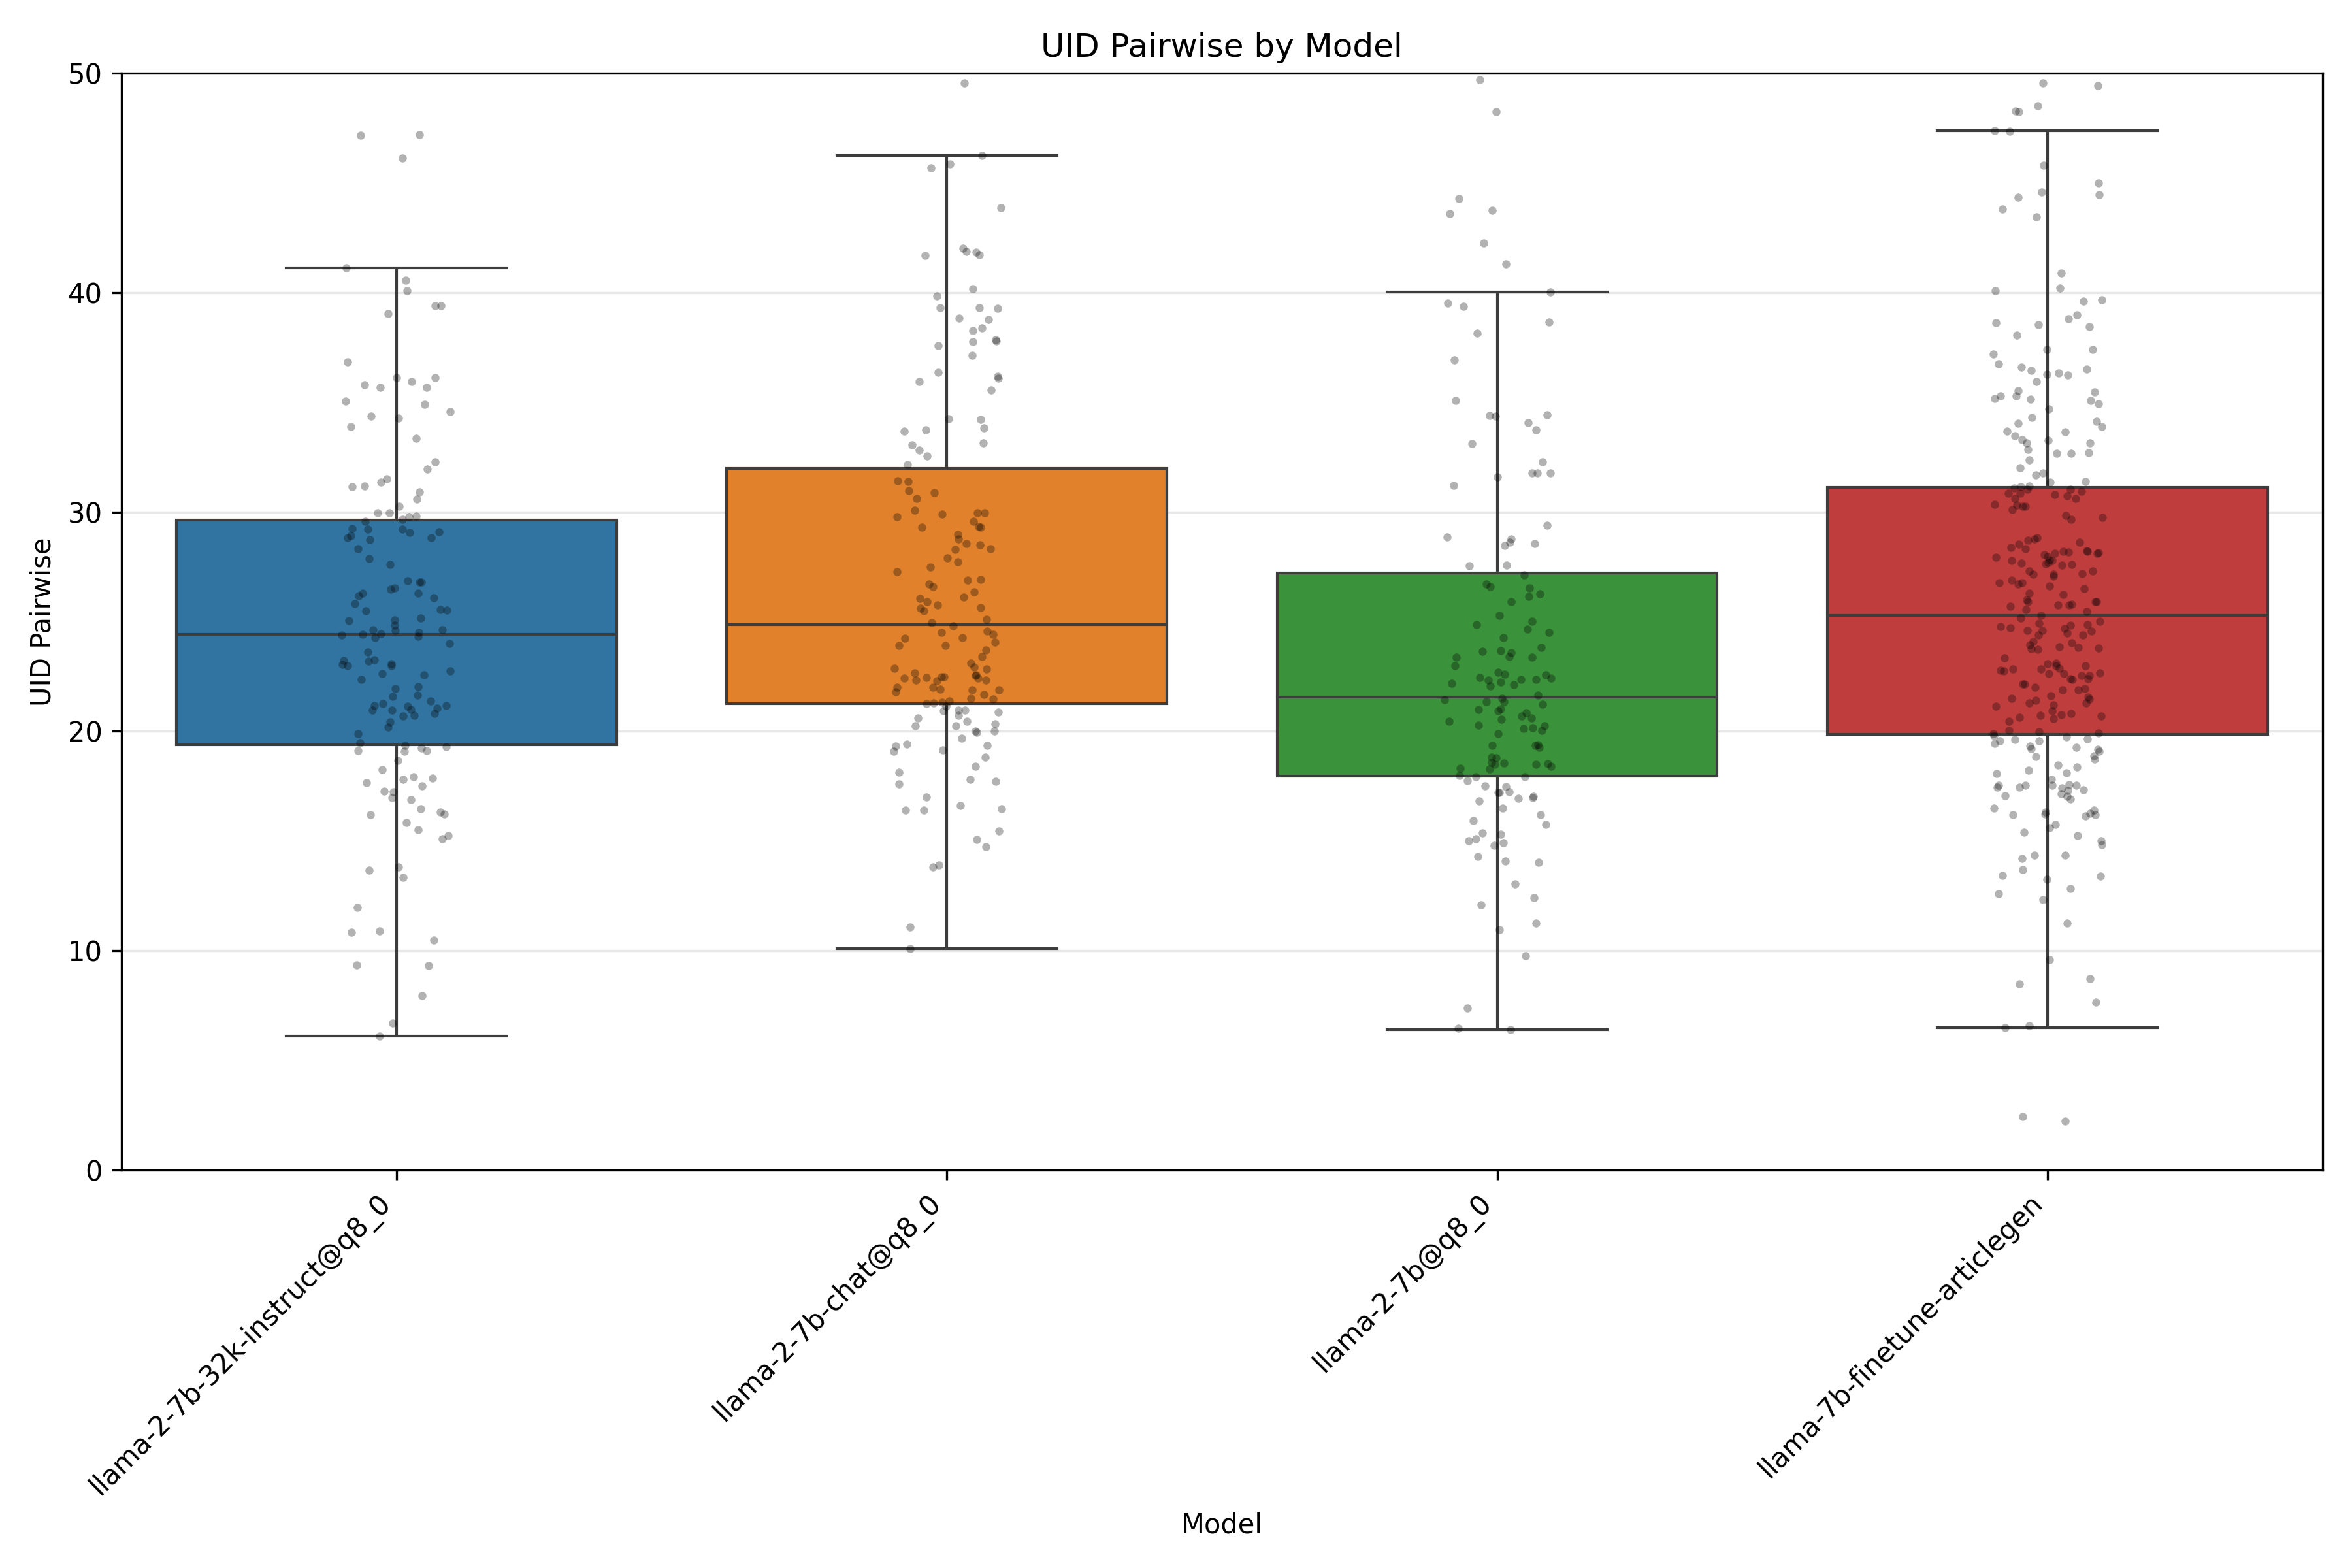 UID Pairwise by Model
UID Pairwise
50
40
30
20
10
0
llama-2-7b-32k-instruct@q8_0
llama-2-7b-chat@q8_0
llama-2-7b@q8_0
llama-7b-finetune-articlegen
Model